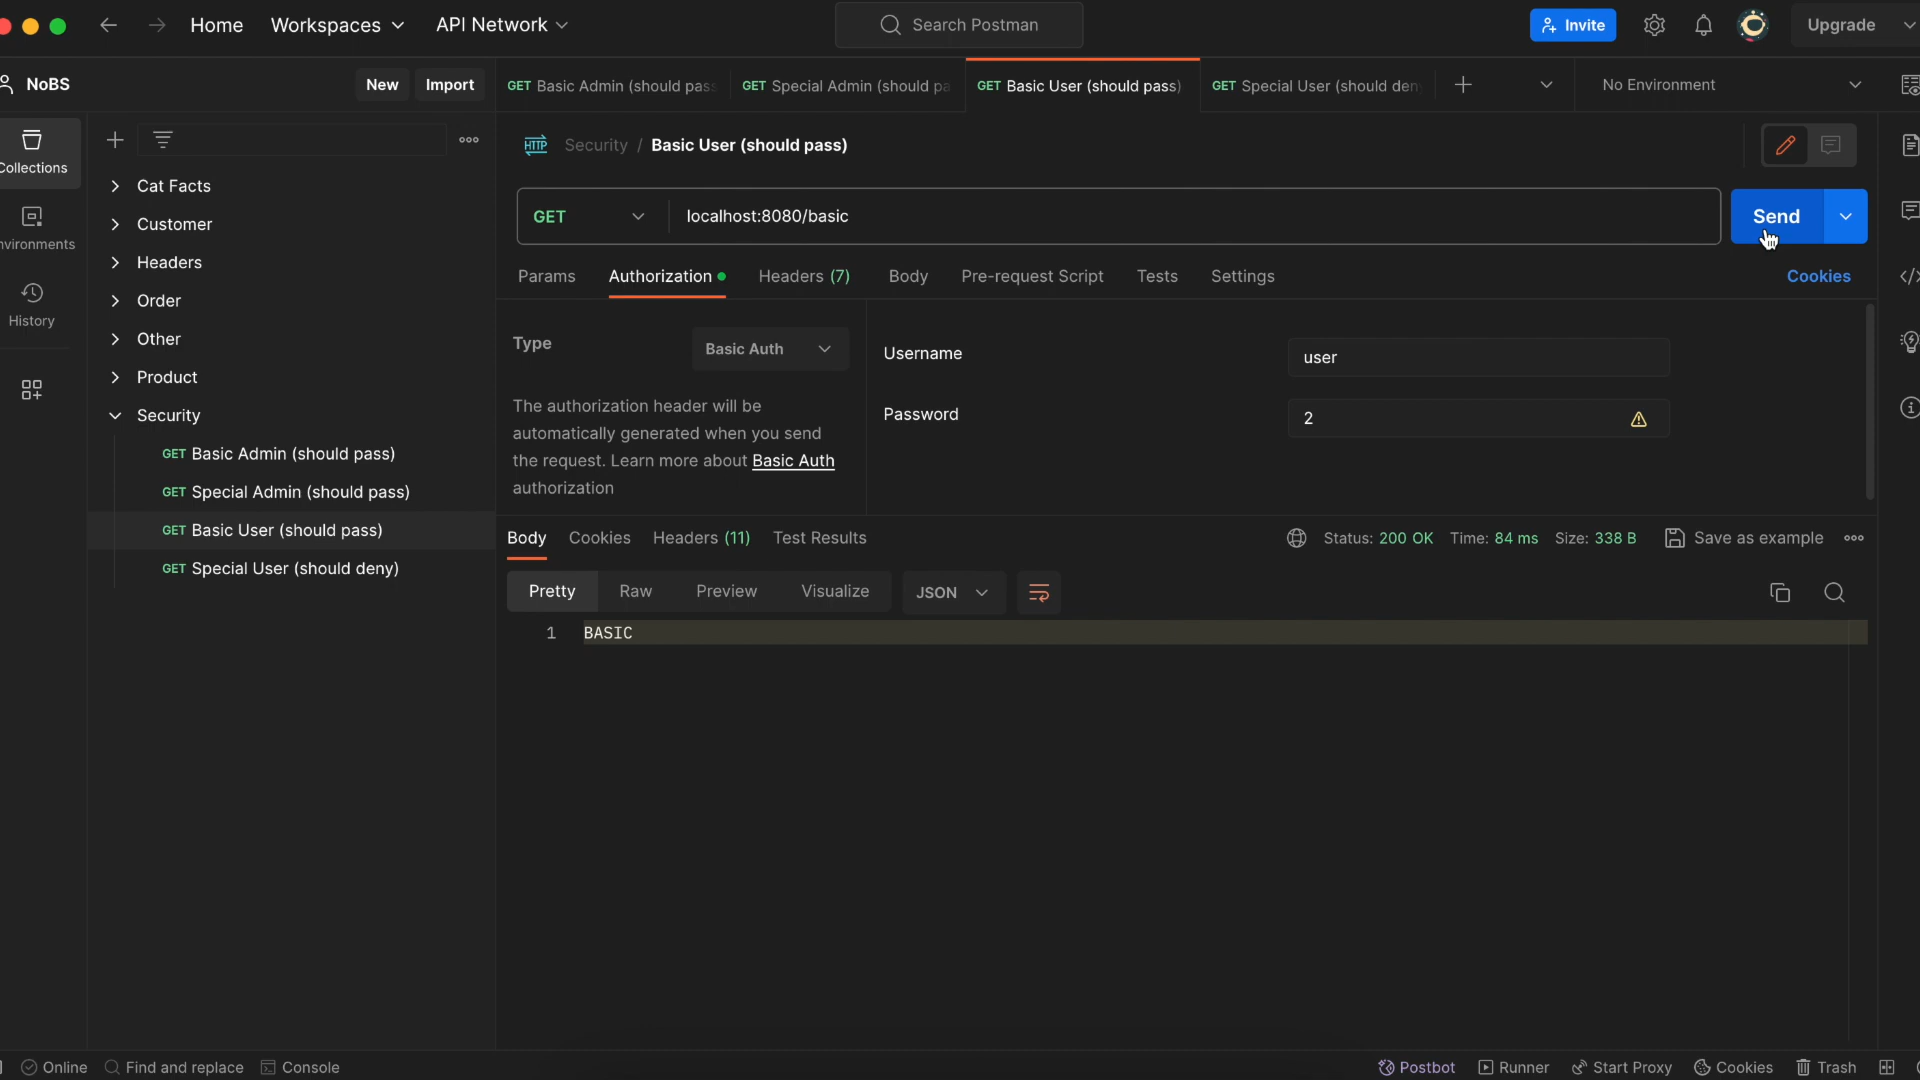 Home
Workspaces
API Network
Search Postman
Invite
Upgrade
NoBS
New
Import
GET Basic Admin (should pass
GET Special Admin (should pa
GET Basic User (should pass)
GET Special User (should den
No Environment
Collections
Cat Facts
Customer
Headers
Order
Other
Product
Security
GET Basic Admin (should pass)
GET Special Admin (should pass)
GET Basic User (should pass)
GET Special User (should deny)
nvironments
History
HTTP Security / Basic User (should pass)
GET
localhost:8080/basic
Send
Params
Authorization
Headers (7)
Body
Pre-request Script
Tests
Settings
Cookies
Type
Basic Auth
The authorization header will be
automatically generated when you send
the request. Learn more about Basic Auth
authorization
Username
user
Password
2
Body
Cookies
Headers (11)
Test Results
Status: 200 OK
Time: 84 ms
Size: 338 B
Save as example
Pretty
Raw
Preview
Visualize
JSON
1 BASIC
Online
Find and replace
Console
Postbot
Runner
Start Proxy
Cookies
Trash